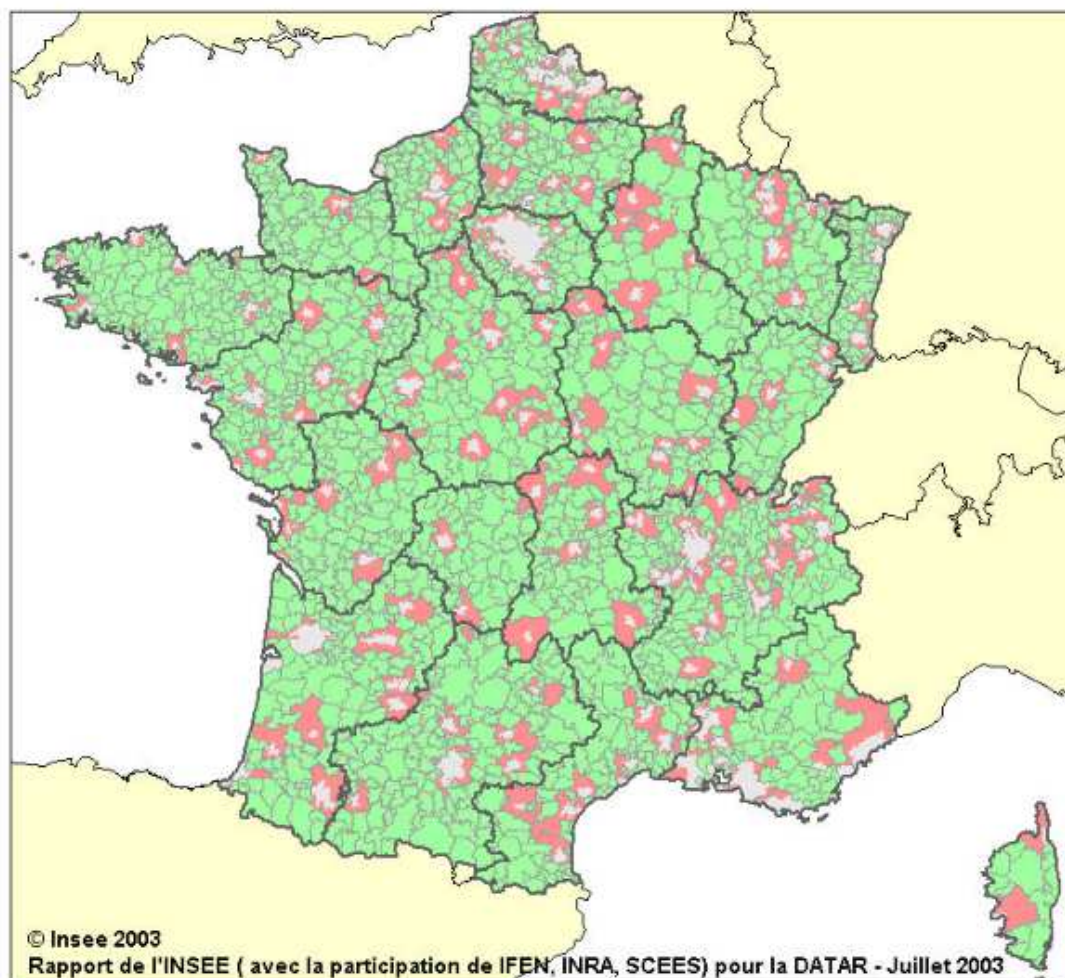 © Insee 2003
Rapport de l'INSEE ( avec la participation de IFEN, INRA, SCEES) pour la DATAR - Juillet 2003